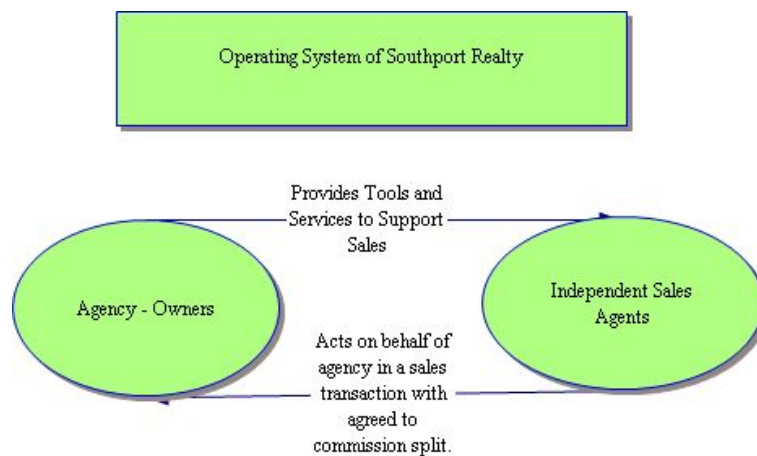 Operating System of Southport Realty
Provides Tools and
Services to Support
Sales
Agency - Owners
Independent Sales
Agents
Acts on behalf of
agency in a sales
transaction with
agreed to
commission split.